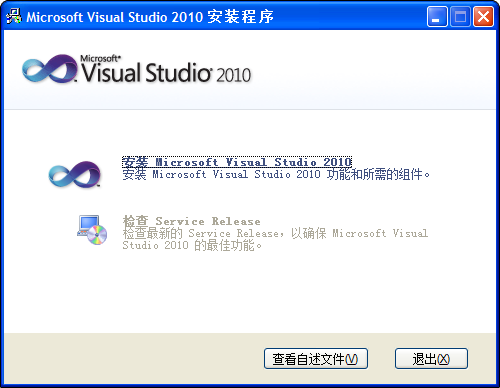 Microsoft Visual Studio 2010 安装程序
Microsoft®
Visual Studio® 2010
安装 Microsoft Visual Studio 2010
安装 Microsoft Visual Studio 2010 功能和所需的组件。
检查 Service Release
检查最新的 Service Release，以确保 Microsoft Visual
Studio 2010 的最佳功能。
查看自述文件(V) 退出(X)